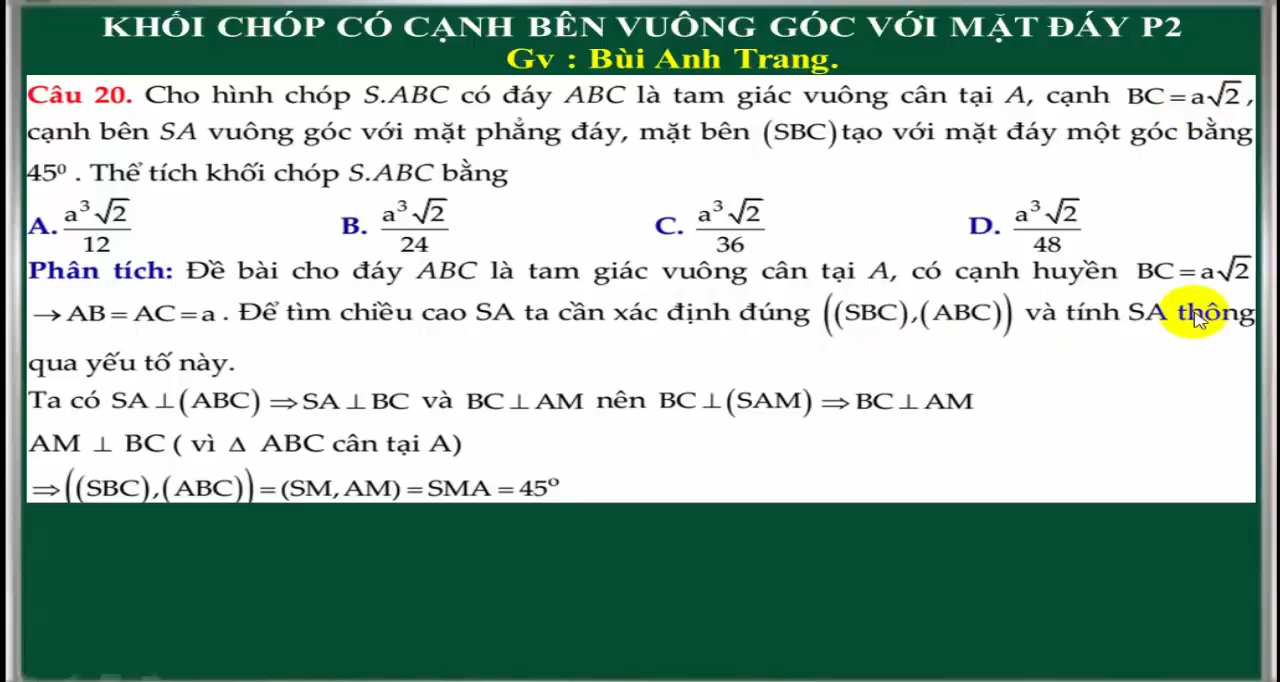 KHỐI CHÓP CÓ CẠNH BÊN VUÔNG GÓC VỚI MẶT ĐÁY P2
Gv : Bùi Anh Trang.
Câu 20. Cho hình chóp S.ABC có đáy ABC là tam giác vuông cân tại A, cạnh BC = a√2,
cạnh bên SA vuông góc với mặt phẳng đáy, mặt bên (SBC) tạo với mặt đáy một góc bằng
45⁰ . Thể tích khối chóp S.ABC bằng
A. a³√2/12 B. a³√2/24 C. a³√2/36 D. a³√2/48
Phân tích: Đề bài cho đáy ABC là tam giác vuông cân tại A, có cạnh huyền BC = a√2
→ AB = AC = a . Để tìm chiều cao SA ta cần xác định đúng ((SBC),(ABC)) và tính SA thông
qua yếu tố này.
Ta có SA ⊥ (ABC) ⇒ SA ⊥ BC và BC ⊥ AM nên BC ⊥ (SAM) ⇒ BC ⊥ AM
AM ⊥ BC ( vì Δ ABC cân tại A)
⇒ ((SBC),(ABC)) = (SM, AM) = SMA = 45⁰